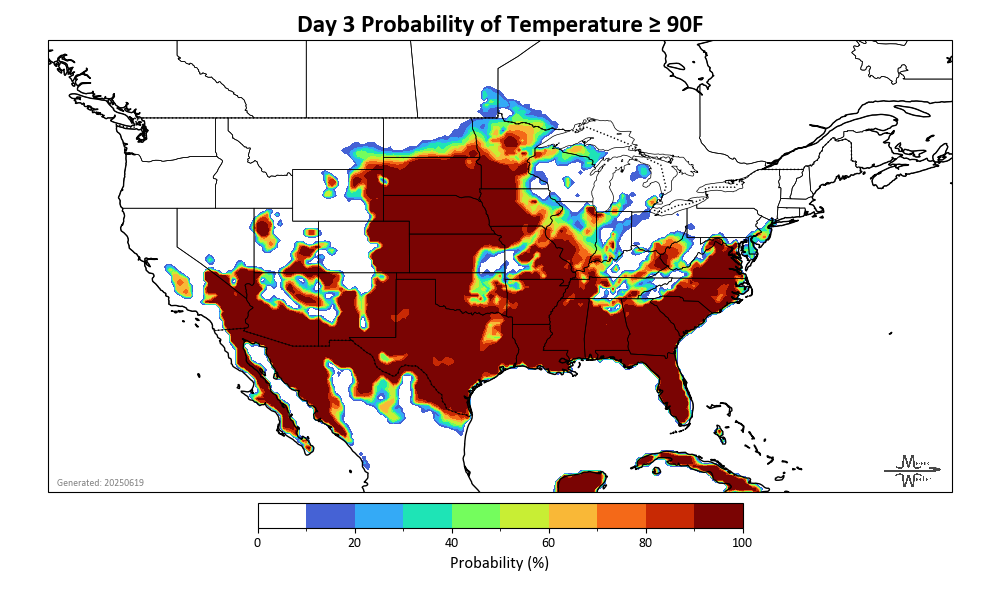 Day 3 Probability of Temperature ≥ 90F
Generated: 20250619
0 20 40 60 80 100
Probability (%)